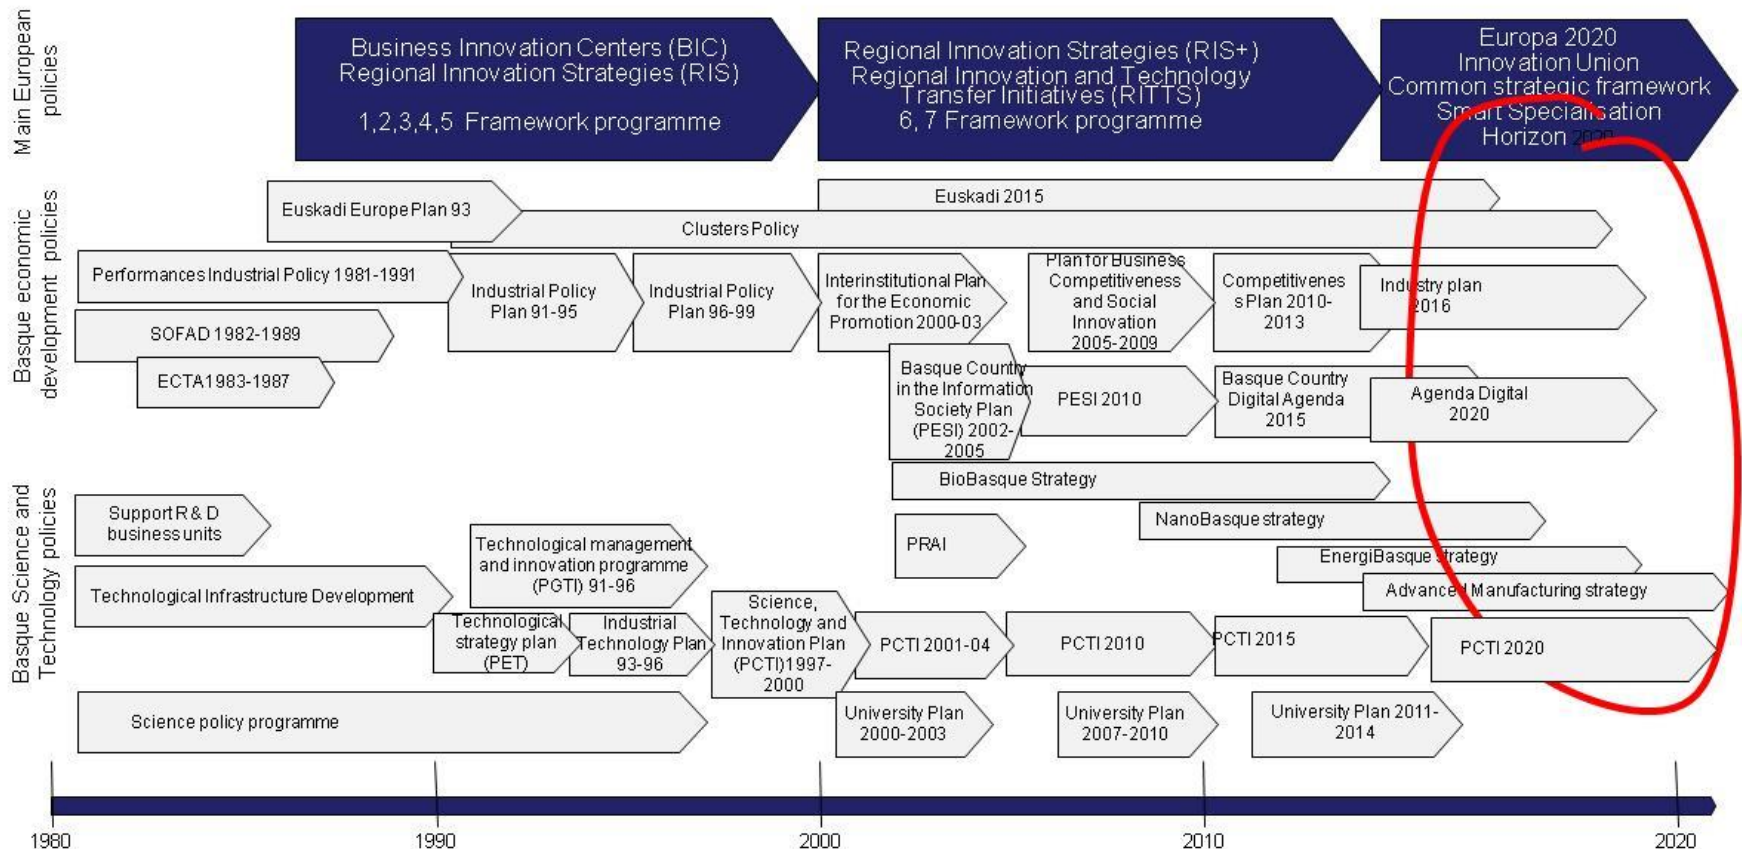 Main European
policies
Business Innovation Centers (BIC)
Regional Innovation Strategies (RIS)
1,2,3,4,5 Framework programme
Regional Innovation Strategies (RIS+)
Regional Innovation and Technology
Transfer Initiatives (RITTS)
6, 7 Framework programme
Europa 2020
Innovation Union
Common strategic framework
Smart Specialisation
Horizon 2020
Basque economic
development policies
Euskadi Europe Plan 93
Euskadi 2015
Clusters Policy
Performances Industrial Policy 1981-1991
Industrial Policy
Plan 91-95
Industrial Policy
Plan 96-99
Interinstitutional Plan
for the Economic
Promotion 2000-03
Plan for Business
Competitiveness
and Social
Innovation
2005-2009
Competitivenes
s Plan 2010-
2013
Industry plan
2016
SOFAD 1982-1989
ECTA1983-1987
Basque Country
in the Information
Society Plan
(PESI) 2002-
2005
PESI 2010
Basque Country
Digital Agenda
2015
Agenda Digital
2020
Basque Science and
Technology policies
BioBasque Strategy
Support R & D
business units
NanoBasque strategy
Technological management
and innovation programme
(PGTI) 91-96
PRAI
EnergiBasque strategy
Technological Infrastructure Development
Advanced Manufacturing strategy
Technological
strategy plan
(PET)
Industrial
Technology Plan
93-96
Science,
Technology and
Innovation Plan
(PCTI)1997-
2000
PCTI 2001-04
PCTI 2010
PCTI 2015
PCTI 2020
Science policy programme
University Plan
2000-2003
University Plan
2007-2010
University Plan 2011-
2014
1980
1990
2000
2010
2020